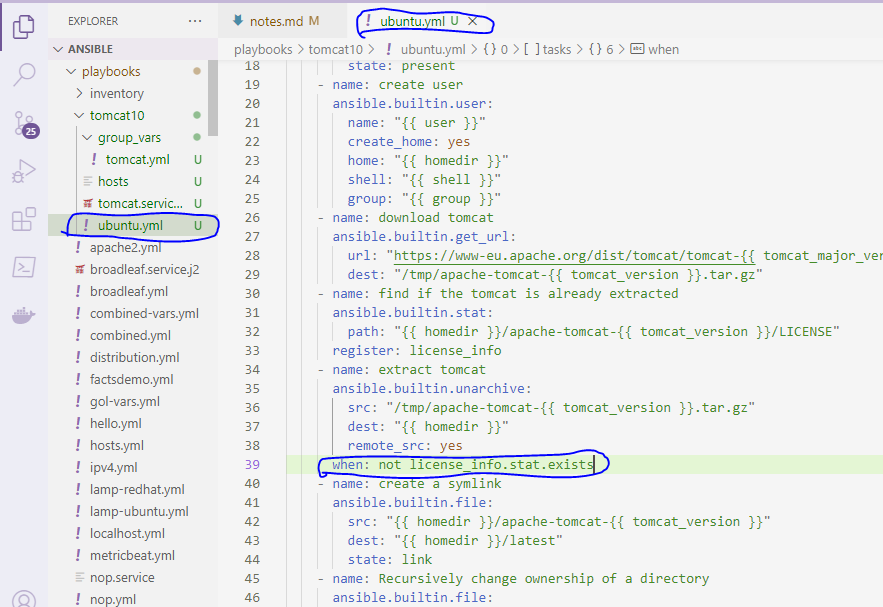 EXPLORER
ANSIBLE
playbooks
inventory
tomcat10
group_vars
! tomcat.yml U
hosts U
tomcat.servic... U
! ubuntu.yml U
! apache2.yml
broadleaf.service.j2
! broadleaf.yml
! combined-vars.yml
! combined.yml
! distribution.yml
! factsdemo.yml
! gol-vars.yml
! hello.yml
! hosts.yml
! ipv4.yml
! lamp-redhat.yml
! lamp-ubuntu.yml
! localhost.yml
! metricbeat.yml
nop.service
! nop.yml
25
notes.md M
! ubuntu.yml U ×
playbooks > tomcat10 > ! ubuntu.yml > { } 0 > [ ] tasks > { } 6 > abc when
18 state: present
19 - name: create user
20 ansible.builtin.user:
21 name: "{{ user }}"
22 create_home: yes
23 home: "{{ homedir }}"
24 shell: "{{ shell }}"
25 group: "{{ group }}"
26 - name: download tomcat
27 ansible.builtin.get_url:
28 url: "https://www-eu.apache.org/dist/tomcat/tomcat-{{ tomcat_major_ver
29 dest: "/tmp/apache-tomcat-{{ tomcat_version }}.tar.gz"
30 - name: find if the tomcat is already extracted
31 ansible.builtin.stat:
32 path: "{{ homedir }}/apache-tomcat-{{ tomcat_version }}/LICENSE"
33 register: license_info
34 - name: extract tomcat
35 ansible.builtin.unarchive:
36 src: "/tmp/apache-tomcat-{{ tomcat_version }}.tar.gz"
37 dest: "{{ homedir }}"
38 remote_src: yes
39 when: not license_info.stat.exists
40 - name: create a symlink
41 ansible.builtin.file:
42 src: "{{ homedir }}/apache-tomcat-{{ tomcat_version }}"
43 dest: "{{ homedir }}/latest"
44 state: link
45 - name: Recursively change ownership of a directory
46 ansible.builtin.file: